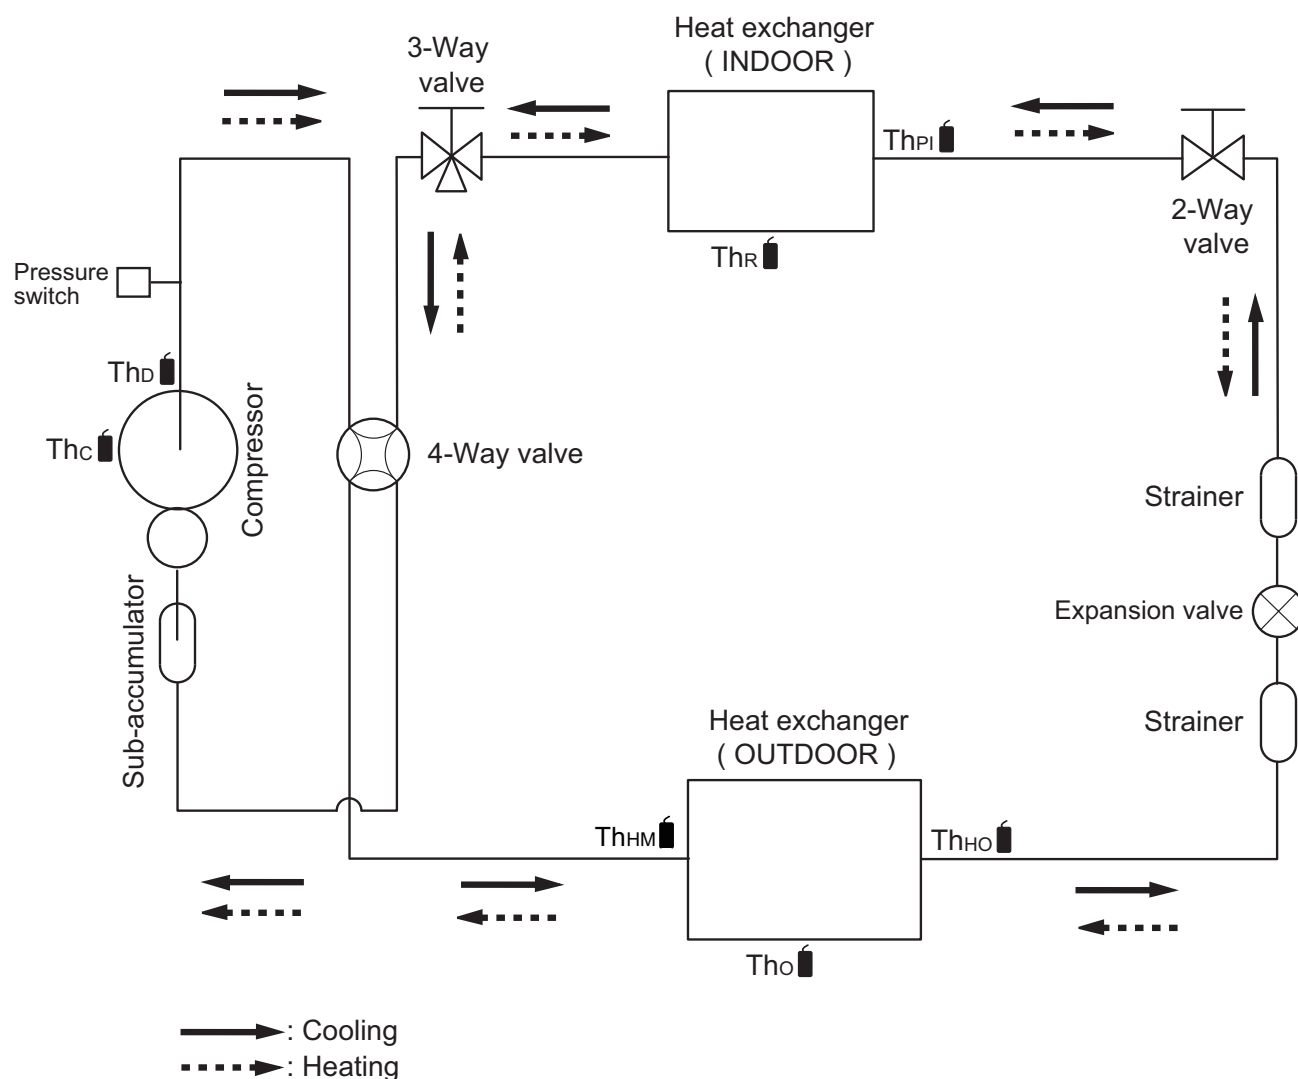 Heat exchanger
( INDOOR )
3-Way
valve
ThPI
2-Way
valve
ThR
Pressure
switch
ThD
ThC
Compressor
4-Way valve
Strainer
Expansion valve
Sub-accumulator
Strainer
Heat exchanger
( OUTDOOR )
ThHM
ThHO
ThO
: Cooling
: Heating